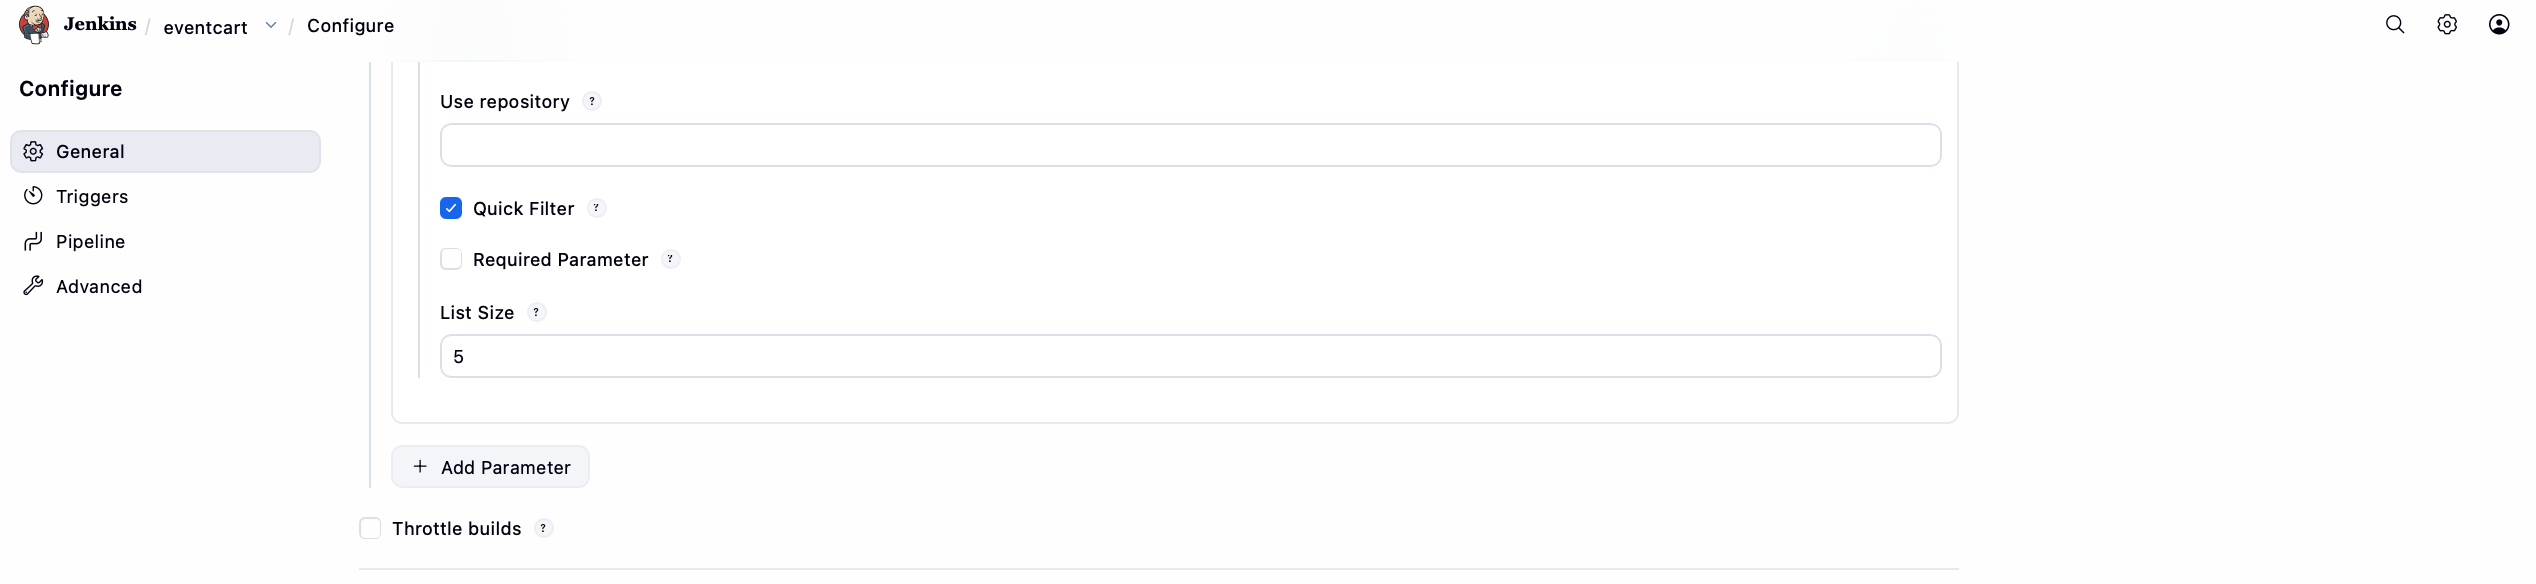 Jenkins / eventcart / Configure
Configure
General
Triggers
Pipeline
Advanced
Use repository ?
Quick Filter ?
Required Parameter ?
List Size ?
5
+ Add Parameter
Throttle builds ?